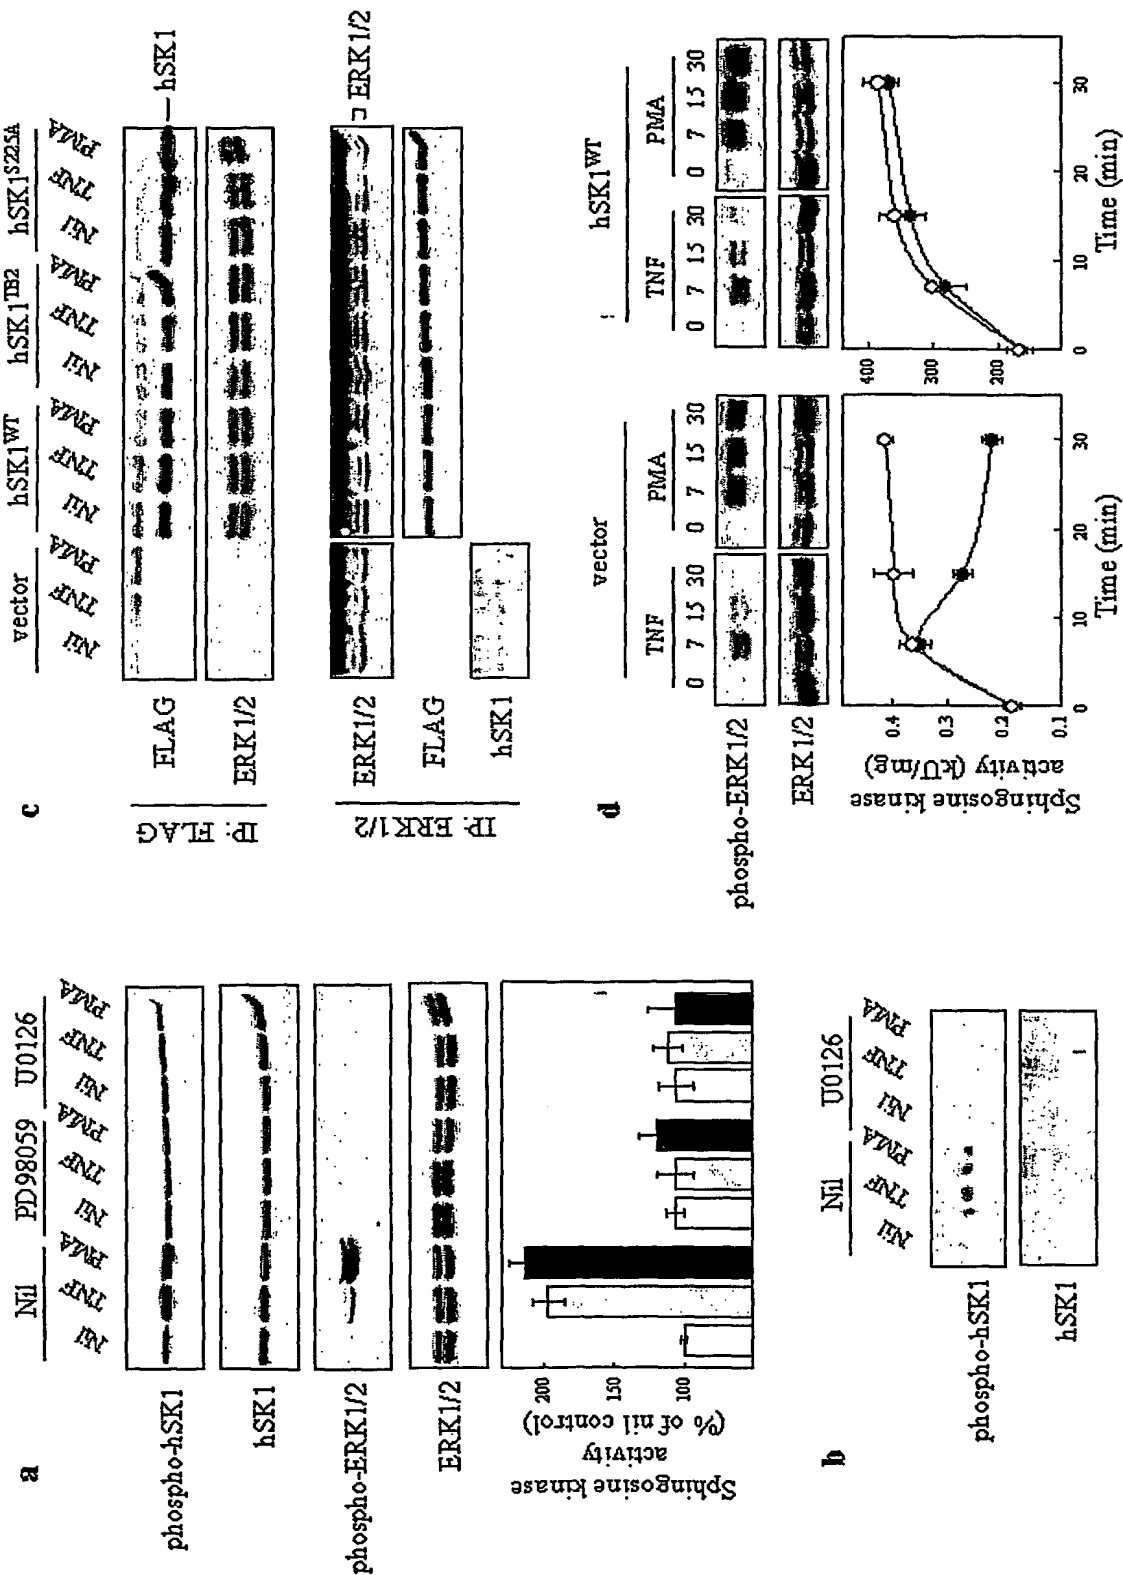 a
Nil PD98059 U0126
Nil TNF PMA Nil TNF PMA Nil TNF PMA
phospho-hSK1
hSK1
phospho-ERK1/2
ERK1/2
Sphingosine kinase
activity
(% of nil control)
200
150
100
b
Nil U0126
Nil TNF PMA Nil TNF PMA
phospho-hSK1
hSK1
c
vector hSK1WT hSK1TB2 hSK1S225A
Nil TNF PMA Nil TNF PMA Nil TNF PMA Nil TNF PMA
IP: FLAG
FLAG
hSK1
ERK1/2
IP: ERK1/2
ERK1/2
ERK1/2
FLAG
hSK1
d
vector hSK1WT
TNF PMA TNF PMA
0 7 15 30 0 7 15 30 0 7 15 30 0 7 15 30
phospho-ERK1/2
ERK1/2
Sphingosine kinase
activity (kU/mg)
0.4
0.3
0.2
0.1
0 10 20 30
Time (min)
400
300
200
0 10 20 30
Time (min)